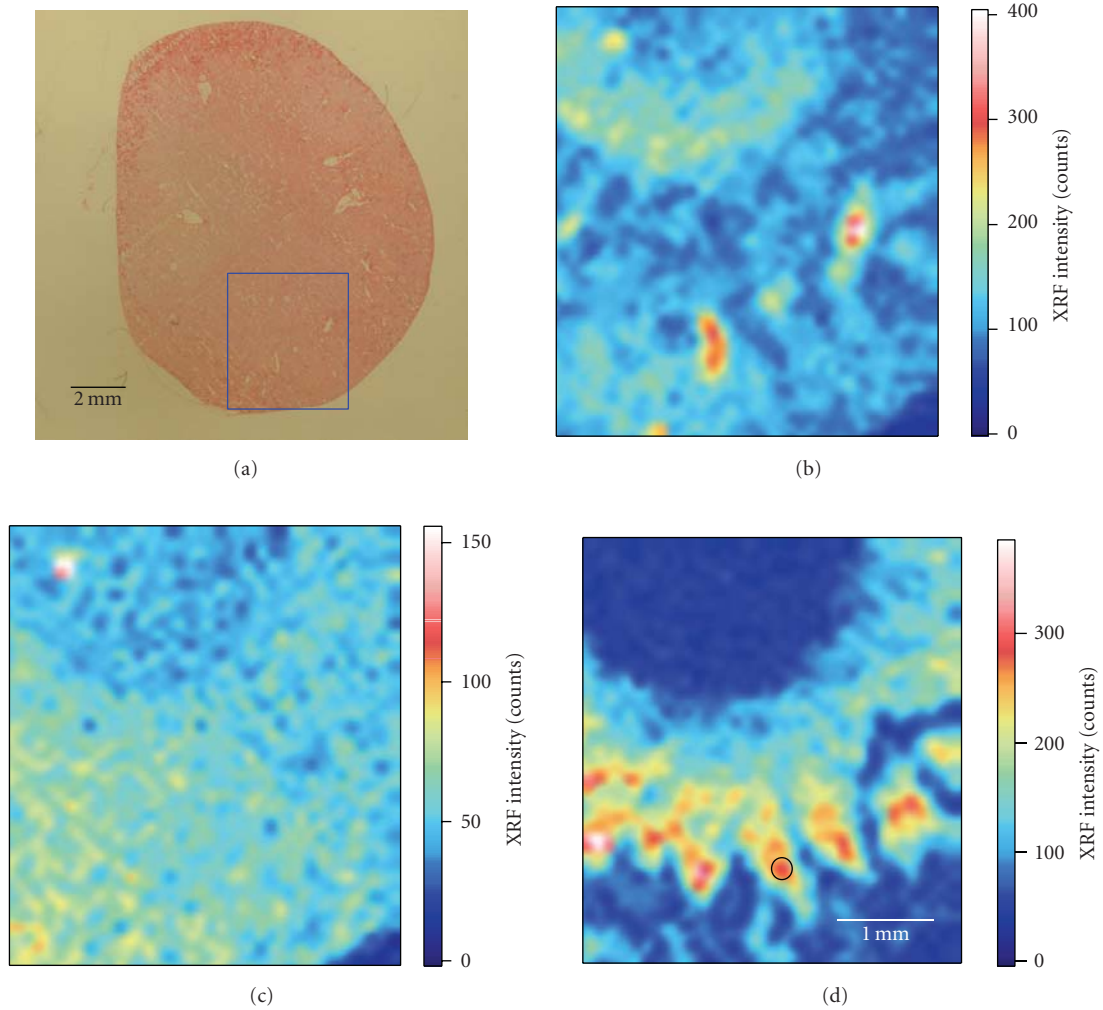 2 mm
(a)
400
300
200
100
0
XRF intensity (counts)
(b)
150
100
50
0
XRF intensity (counts)
(c)
1 mm
300
200
100
0
XRF intensity (counts)
(d)